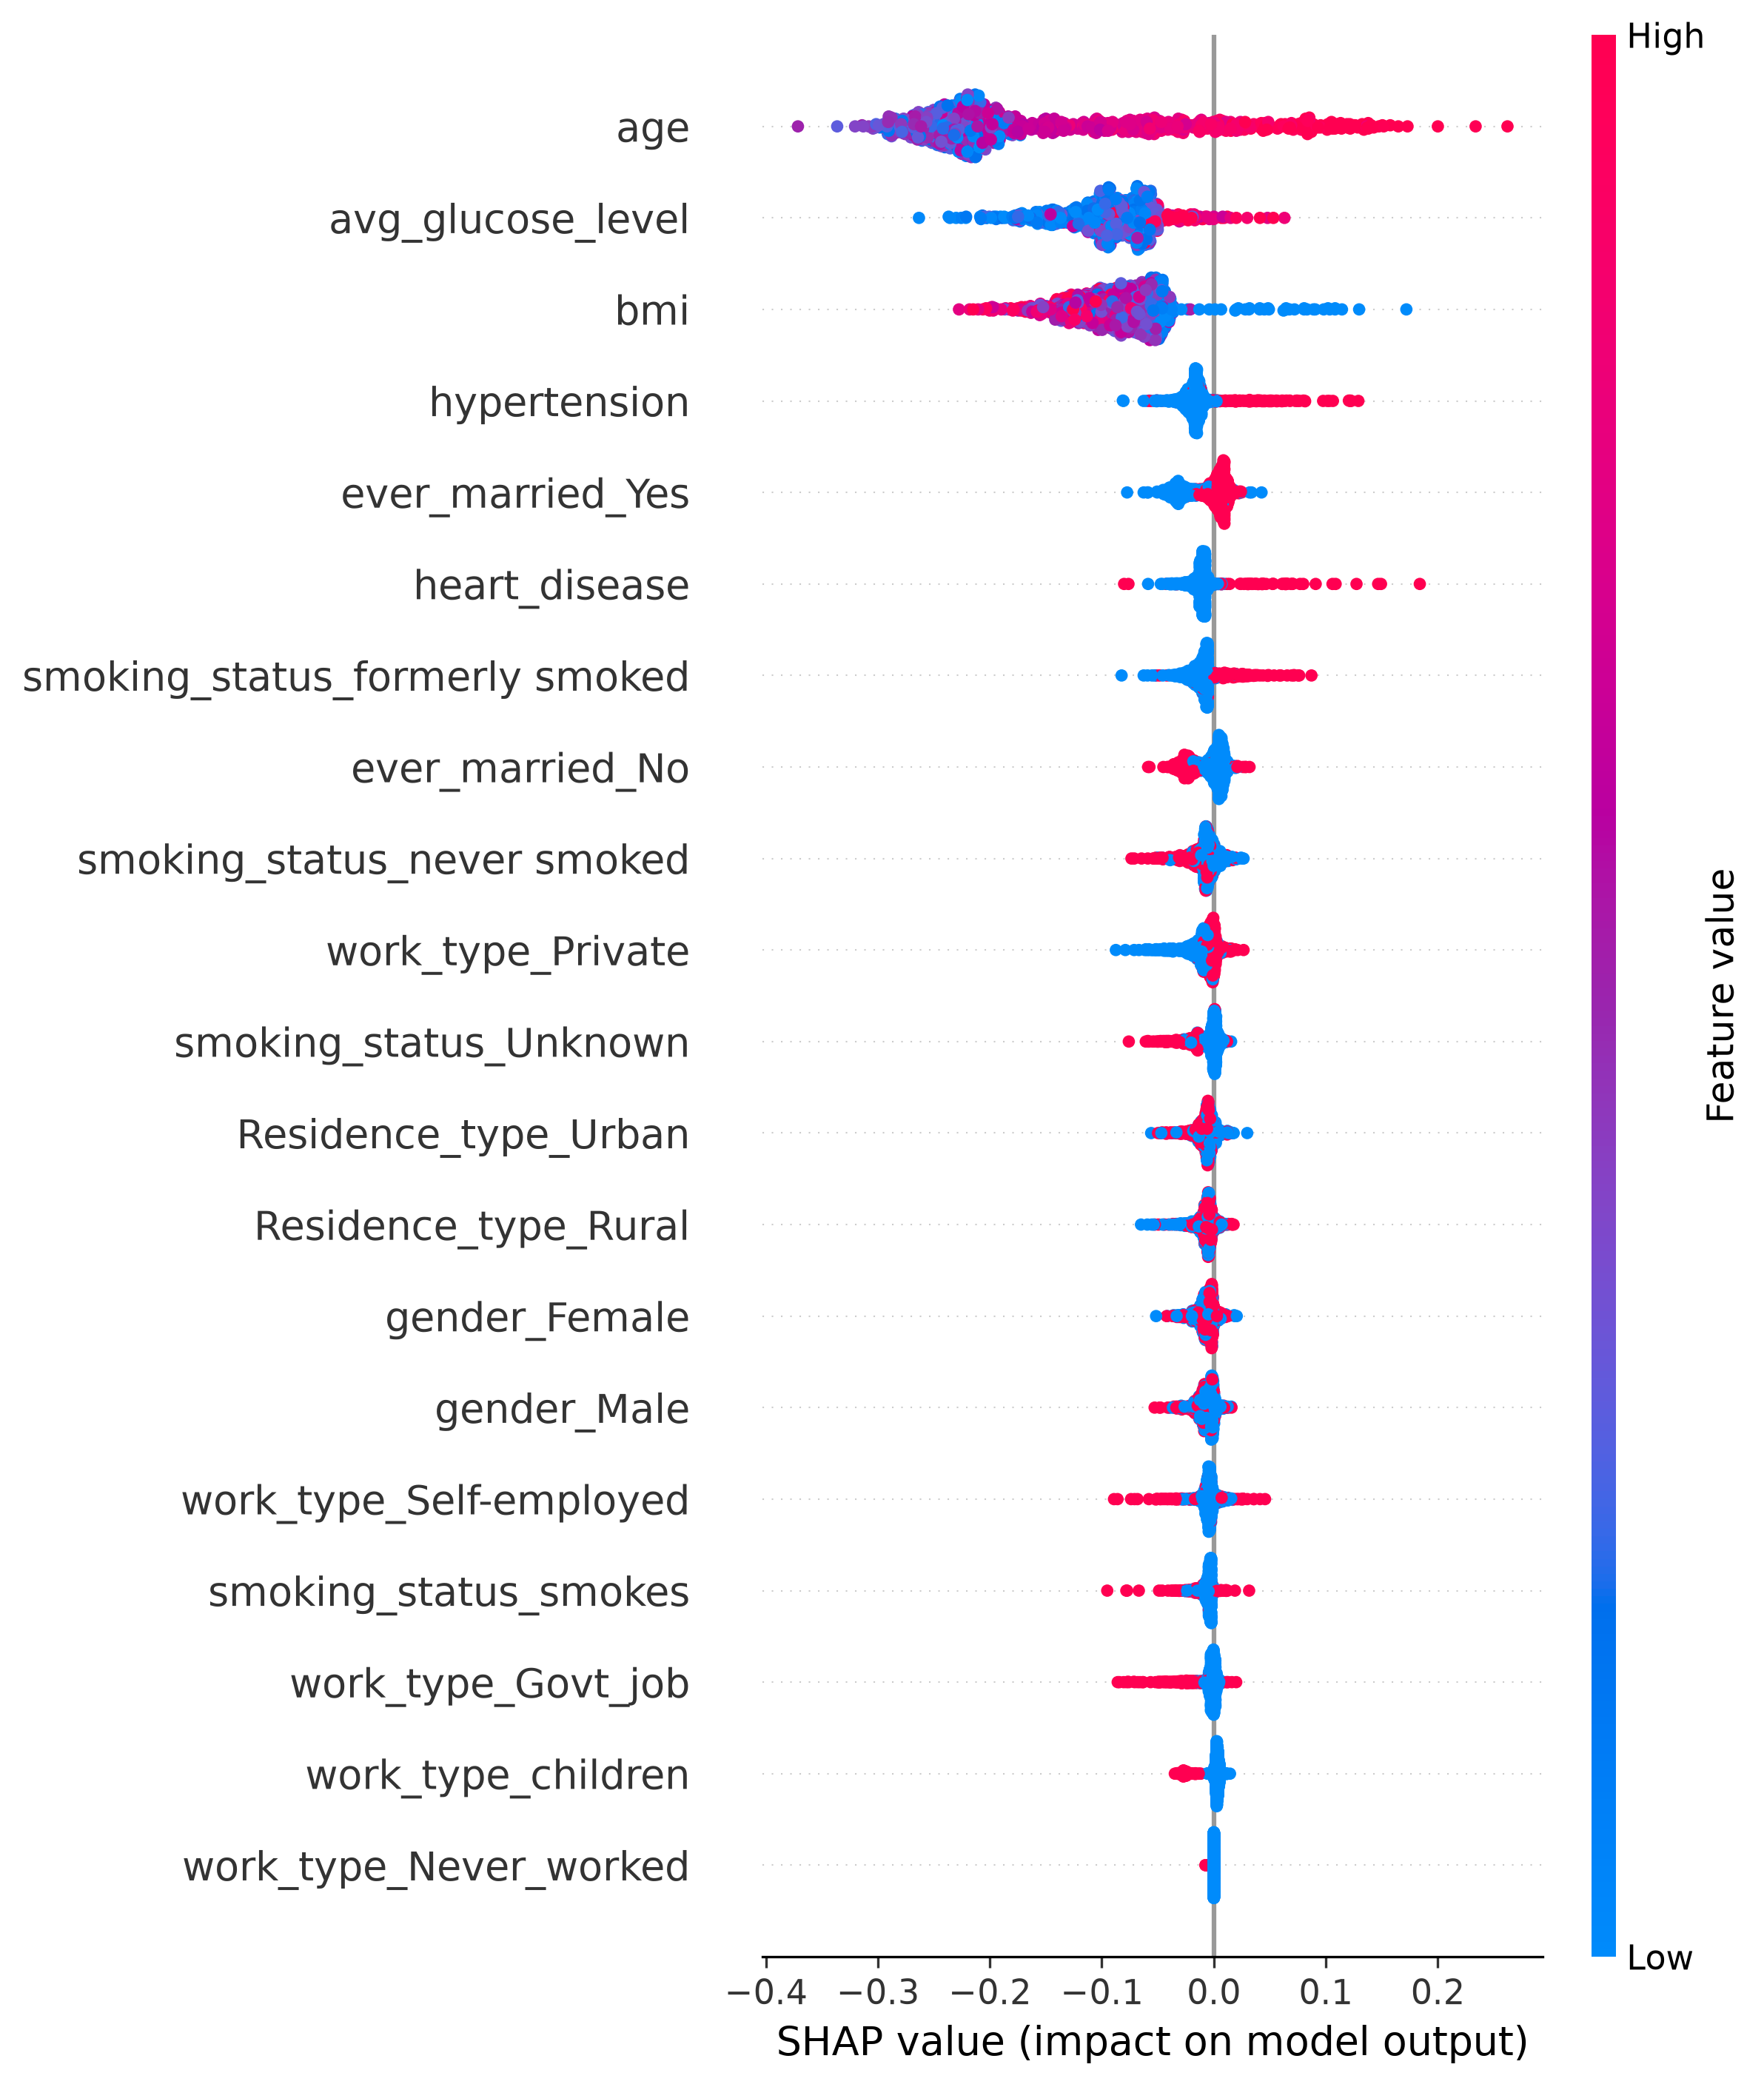 High
age
avg_glucose_level
bmi
hypertension
ever_married_Yes
heart_disease
smoking_status_formerly smoked
ever_married_No
smoking_status_never smoked
work_type_Private
smoking_status_Unknown
Residence_type_Urban
Residence_type_Rural
gender_Female
gender_Male
work_type_Self-employed
smoking_status_smokes
work_type_Govt_job
work_type_children
work_type_Never_worked
Feature value
Low
−0.4 −0.3 −0.2 −0.1 0.0 0.1 0.2
SHAP value (impact on model output)